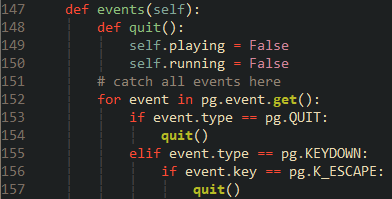 147     def events(self):
148         def quit():
149             self.playing = False
150             self.running = False
151         # catch all events here
152         for event in pg.event.get():
153             if event.type == pg.QUIT:
154                 quit()
155             elif event.type == pg.KEYDOWN:
156                 if event.key == pg.K_ESCAPE:
157                     quit()